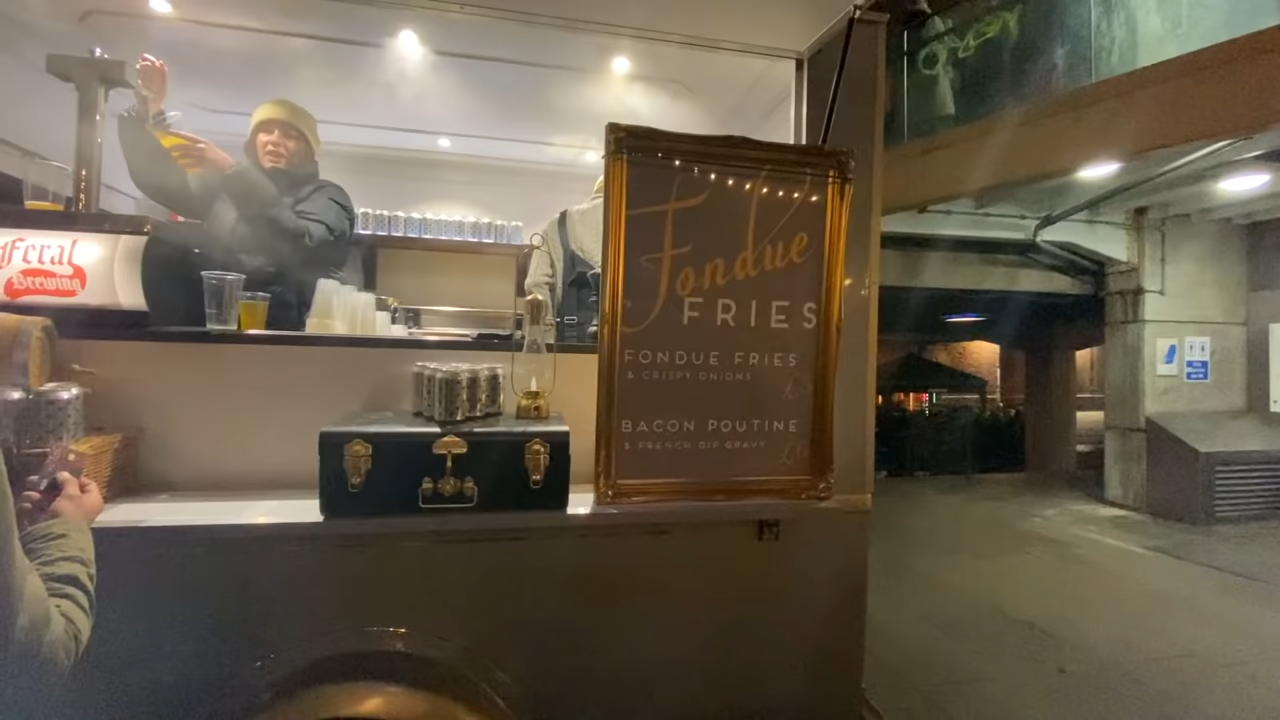 Feral
Brewing
Fondue
FRIES
FONDUE FRIES
& CRISPY ONIONS
BACON POUTINE
& FRENCH DIP GRAVY